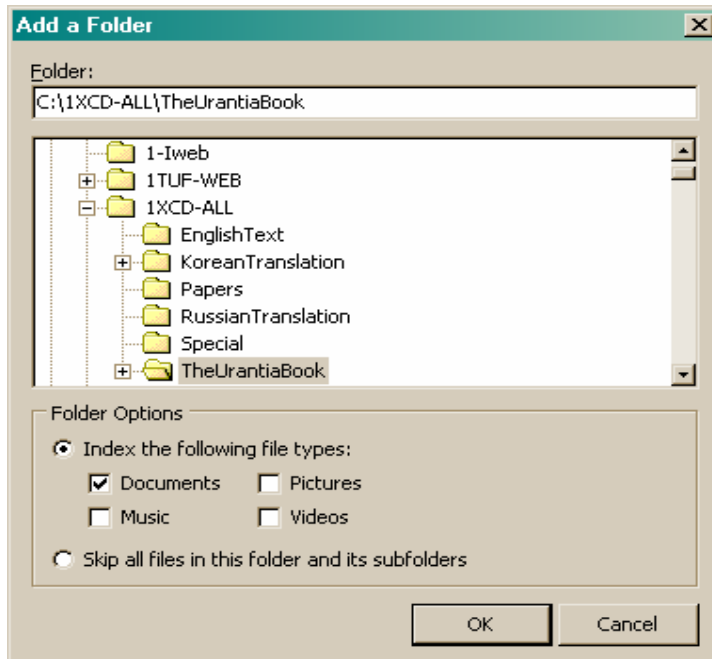 Add a Folder
Folder:
C:\1XCD-ALL\TheUrantiaBook
1-Iweb
1TUF-WEB
1XCD-ALL
EnglishText
KoreanTranslation
Papers
RussianTranslation
Special
TheUrantiaBook
Folder Options
Index the following file types:
Documents Pictures
Music Videos
Skip all files in this folder and its subfolders
OK Cancel